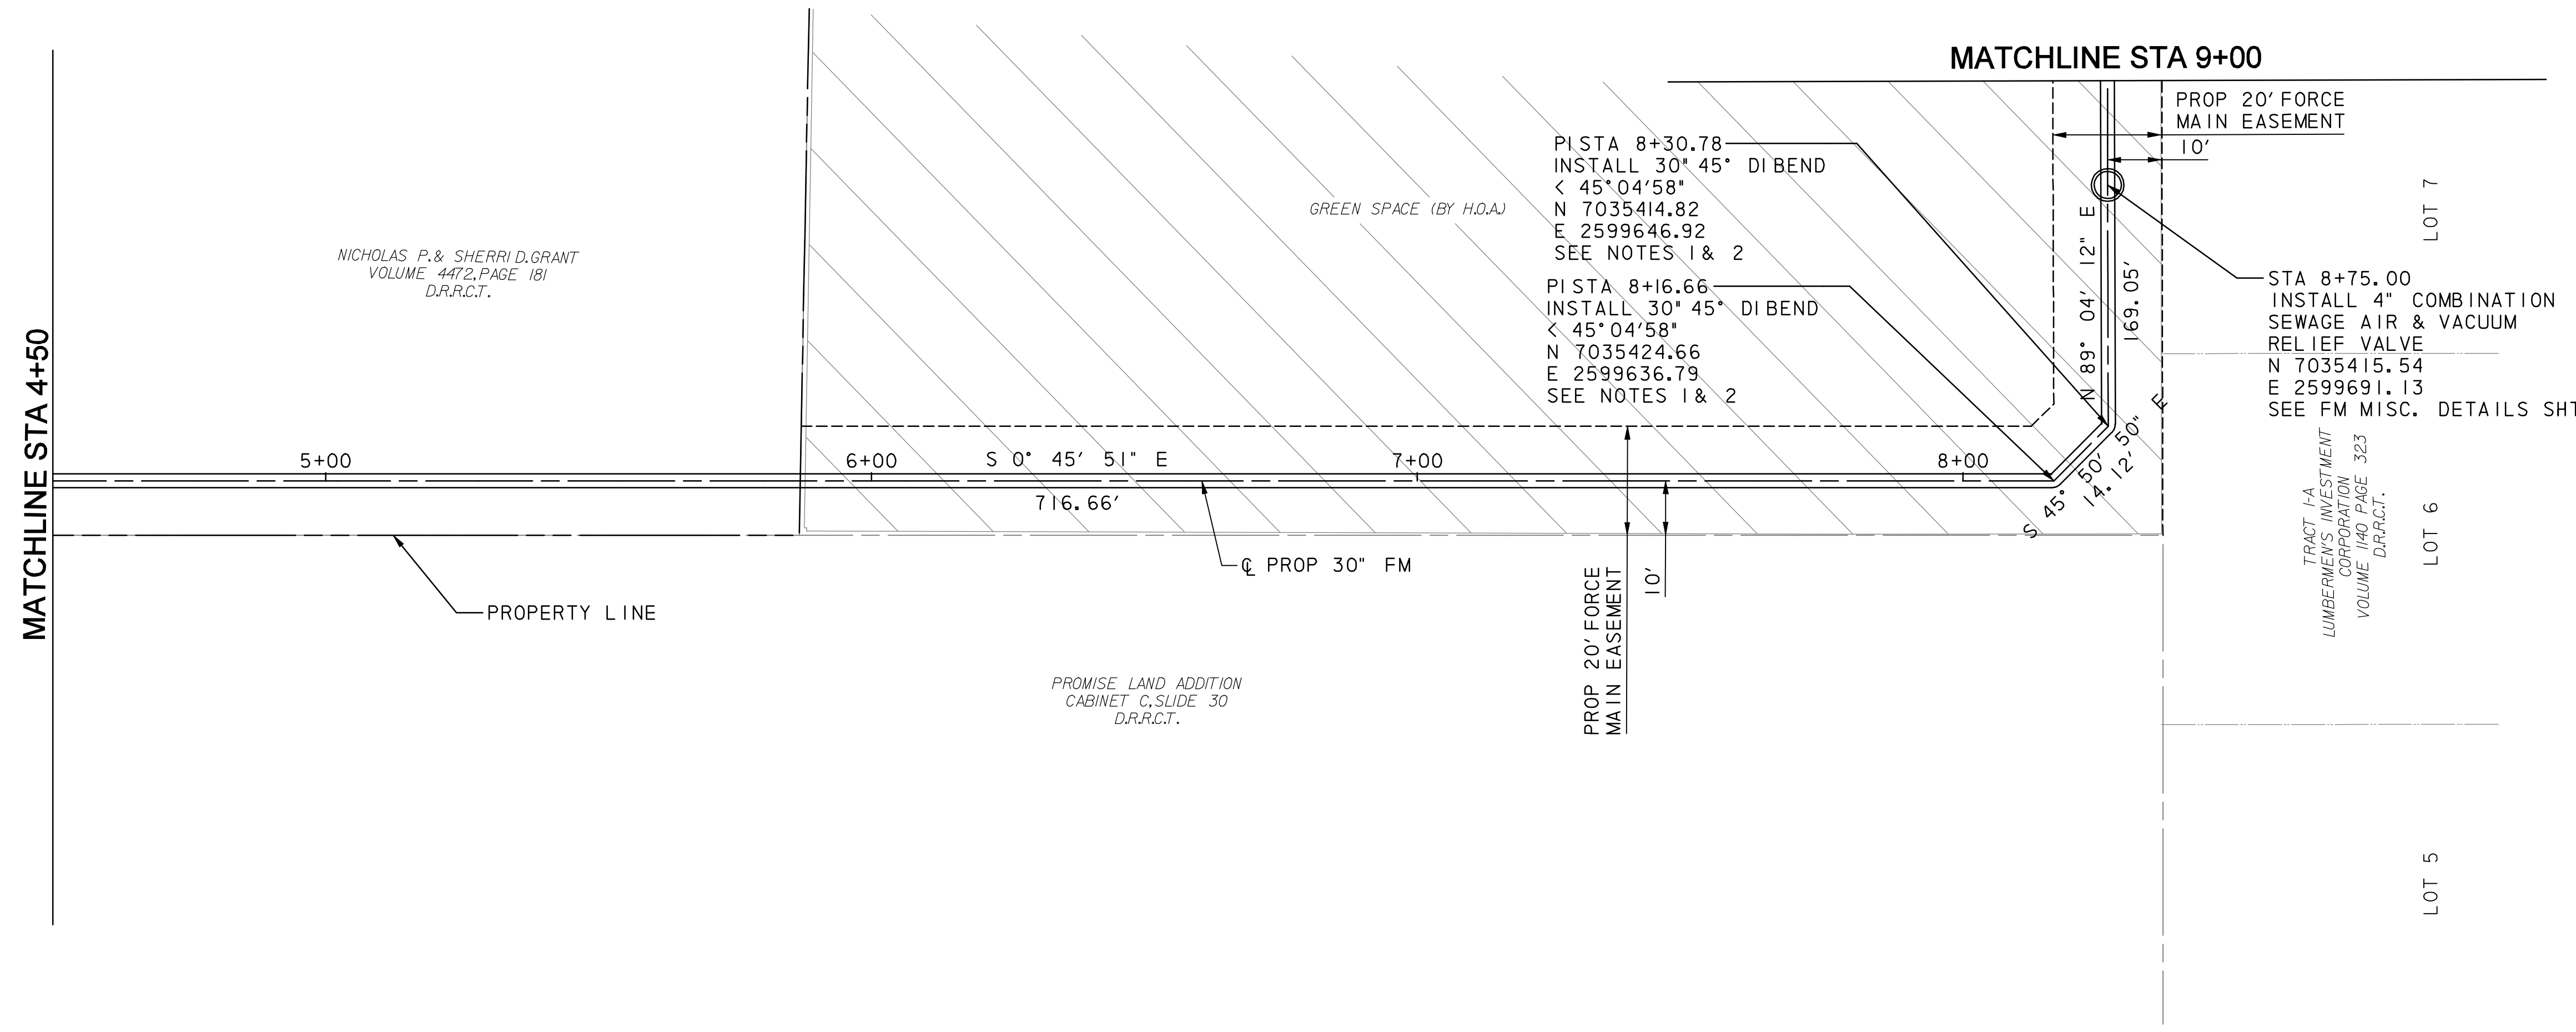 MATCHLINE STA 9+00
PROP 20' FORCE
MAIN EASEMENT
10'
PI STA 8+30.78
INSTALL 30" 45° DI BEND
< 45°04'58"
N 7035414.82
E 2599646.92
SEE NOTES 1 & 2
GREEN SPACE (BY H.O.A.)
LOT 7
NICHOLAS P. & SHERRI D. GRANT
VOLUME 4472, PAGE 181
D.R.R.C.T.
PI STA 8+16.66
INSTALL 30" 45° DI BEND
< 45°04'58"
N 7035424.66
E 2599636.79
SEE NOTES 1 & 2
N 89° 04' 12" E
169.05'
STA 8+75.00
INSTALL 4" COMBINATION
SEWAGE AIR & VACUUM
RELIEF VALVE
N 7035415.54
E 2599691.13
SEE FM MISC. DETAILS SHT
MATCHLINE STA 4+50
5+00
6+00
S 0° 45' 51" E
7+00
8+00
716.66'
S 45° 50' 50" E
14.12'
TRACT 1-A
LUMBERMEN'S INVESTMENT
CORPORATION
VOLUME 1140 PAGE 323
D.R.R.C.T.
LOT 6
℄ PROP 30" FM
PROPERTY LINE
PROP 20' FORCE
MAIN EASEMENT
10'
PROMISE LAND ADDITION
CABINET C, SLIDE 30
D.R.R.C.T.
LOT 5